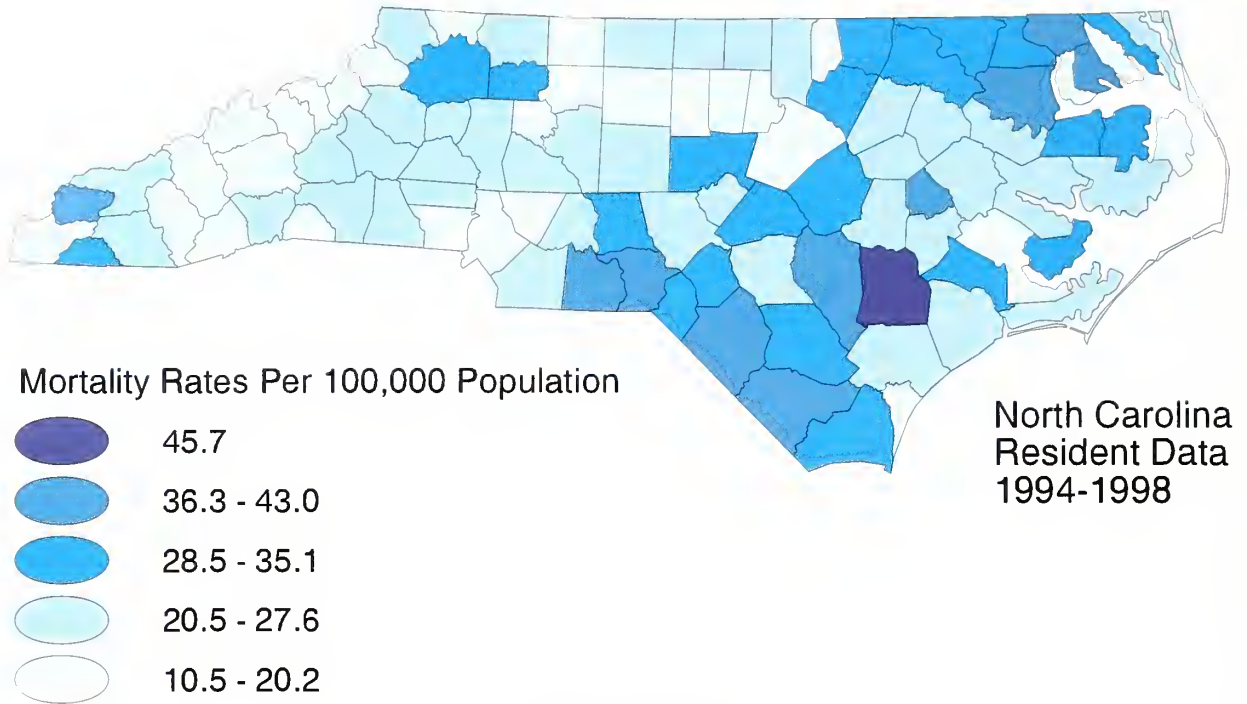 Mortality Rates Per 100,000 Population
45.7
36.3 - 43.0
28.5 - 35.1
20.5 - 27.6
10.5 - 20.2
North Carolina
Resident Data
1994-1998